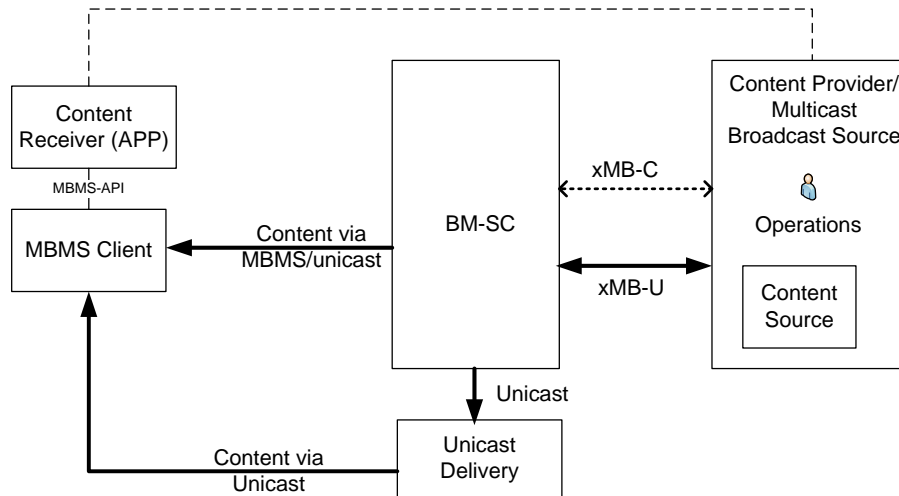 Content
Receiver (APP)
MBMS-API
MBMS Client
Content via
MBMS/unicast
BM-SC
xMB-C
xMB-U
Content Provider/
Multicast
Broadcast Source
Operations
Content
Source
Unicast
Unicast
Delivery
Content via
Unicast